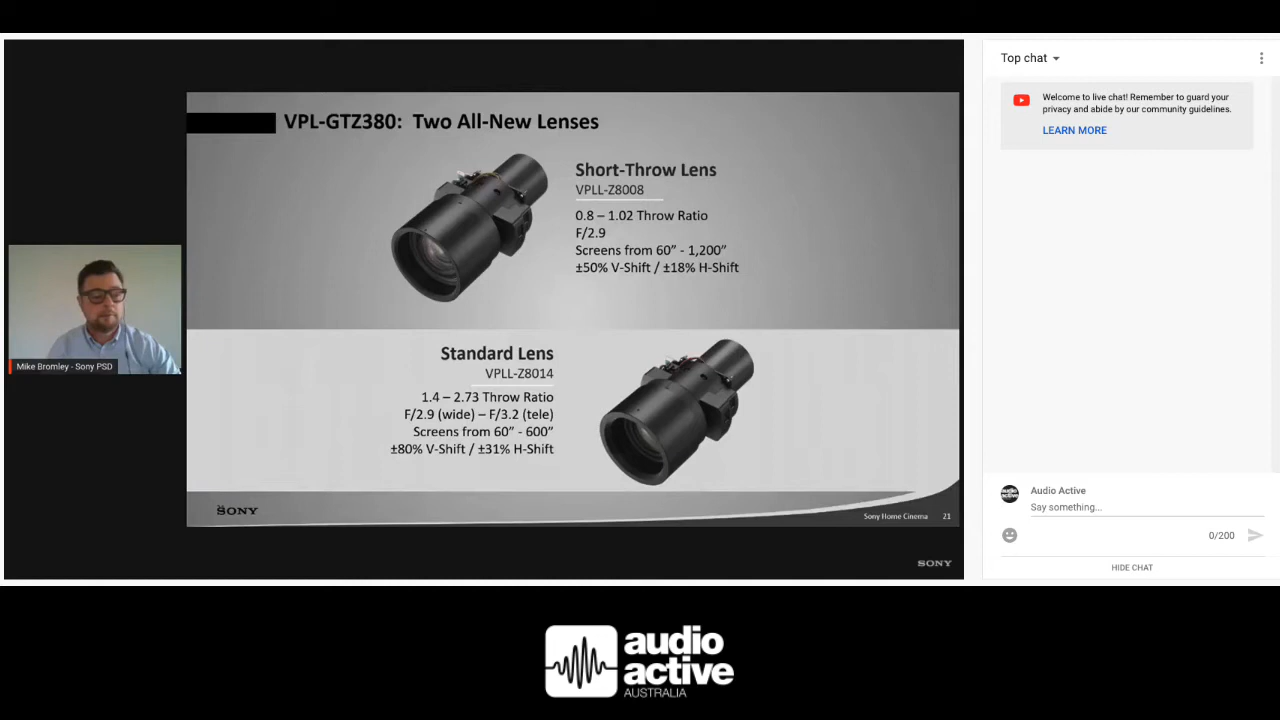 VPL-GTZ380: Two All-New Lenses
Short-Throw Lens
VPLL-Z8008
0.8 – 1.02 Throw Ratio
F/2.9
Screens from 60” - 1,200”
±50% V-Shift / ±18% H-Shift
Standard Lens
VPLL-Z8014
1.4 – 2.73 Throw Ratio
F/2.9 (wide) – F/3.2 (tele)
Screens from 60” - 600”
±80% V-Shift / ±31% H-Shift
SONY
Sony Home Cinema 21
SONY
Mike Bromley - Sony PSD
Top chat
Welcome to live chat! Remember to guard your
privacy and abide by our community guidelines.
LEARN MORE
audio active
Audio Active
Say something...
0/200
HIDE CHAT
audio
active
AUSTRALIA